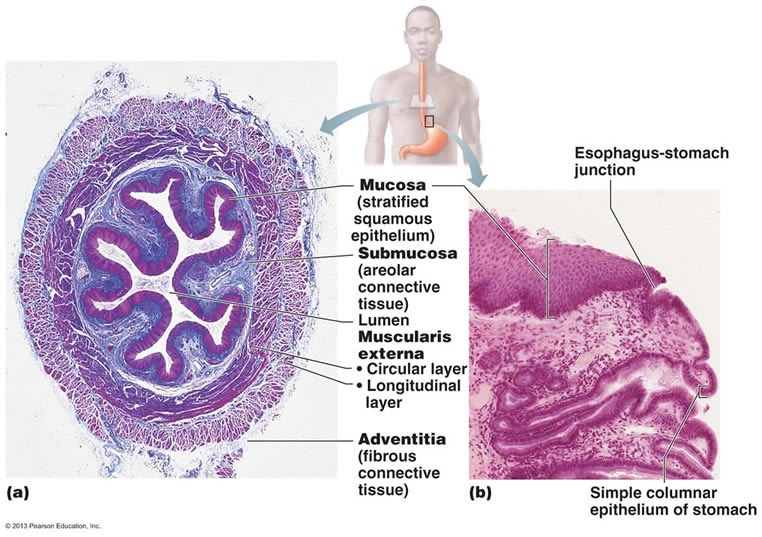 Esophagus-stomach
junction
Mucosa
(stratified
squamous
epithelium)
Submucosa
(areolar
connective
tissue)
Lumen
Muscularis
externa
• Circular layer
• Longitudinal
layer
Adventitia
(fibrous
connective
tissue)
(a)
(b)
Simple columnar
epithelium of stomach
© 2013 Pearson Education, Inc.